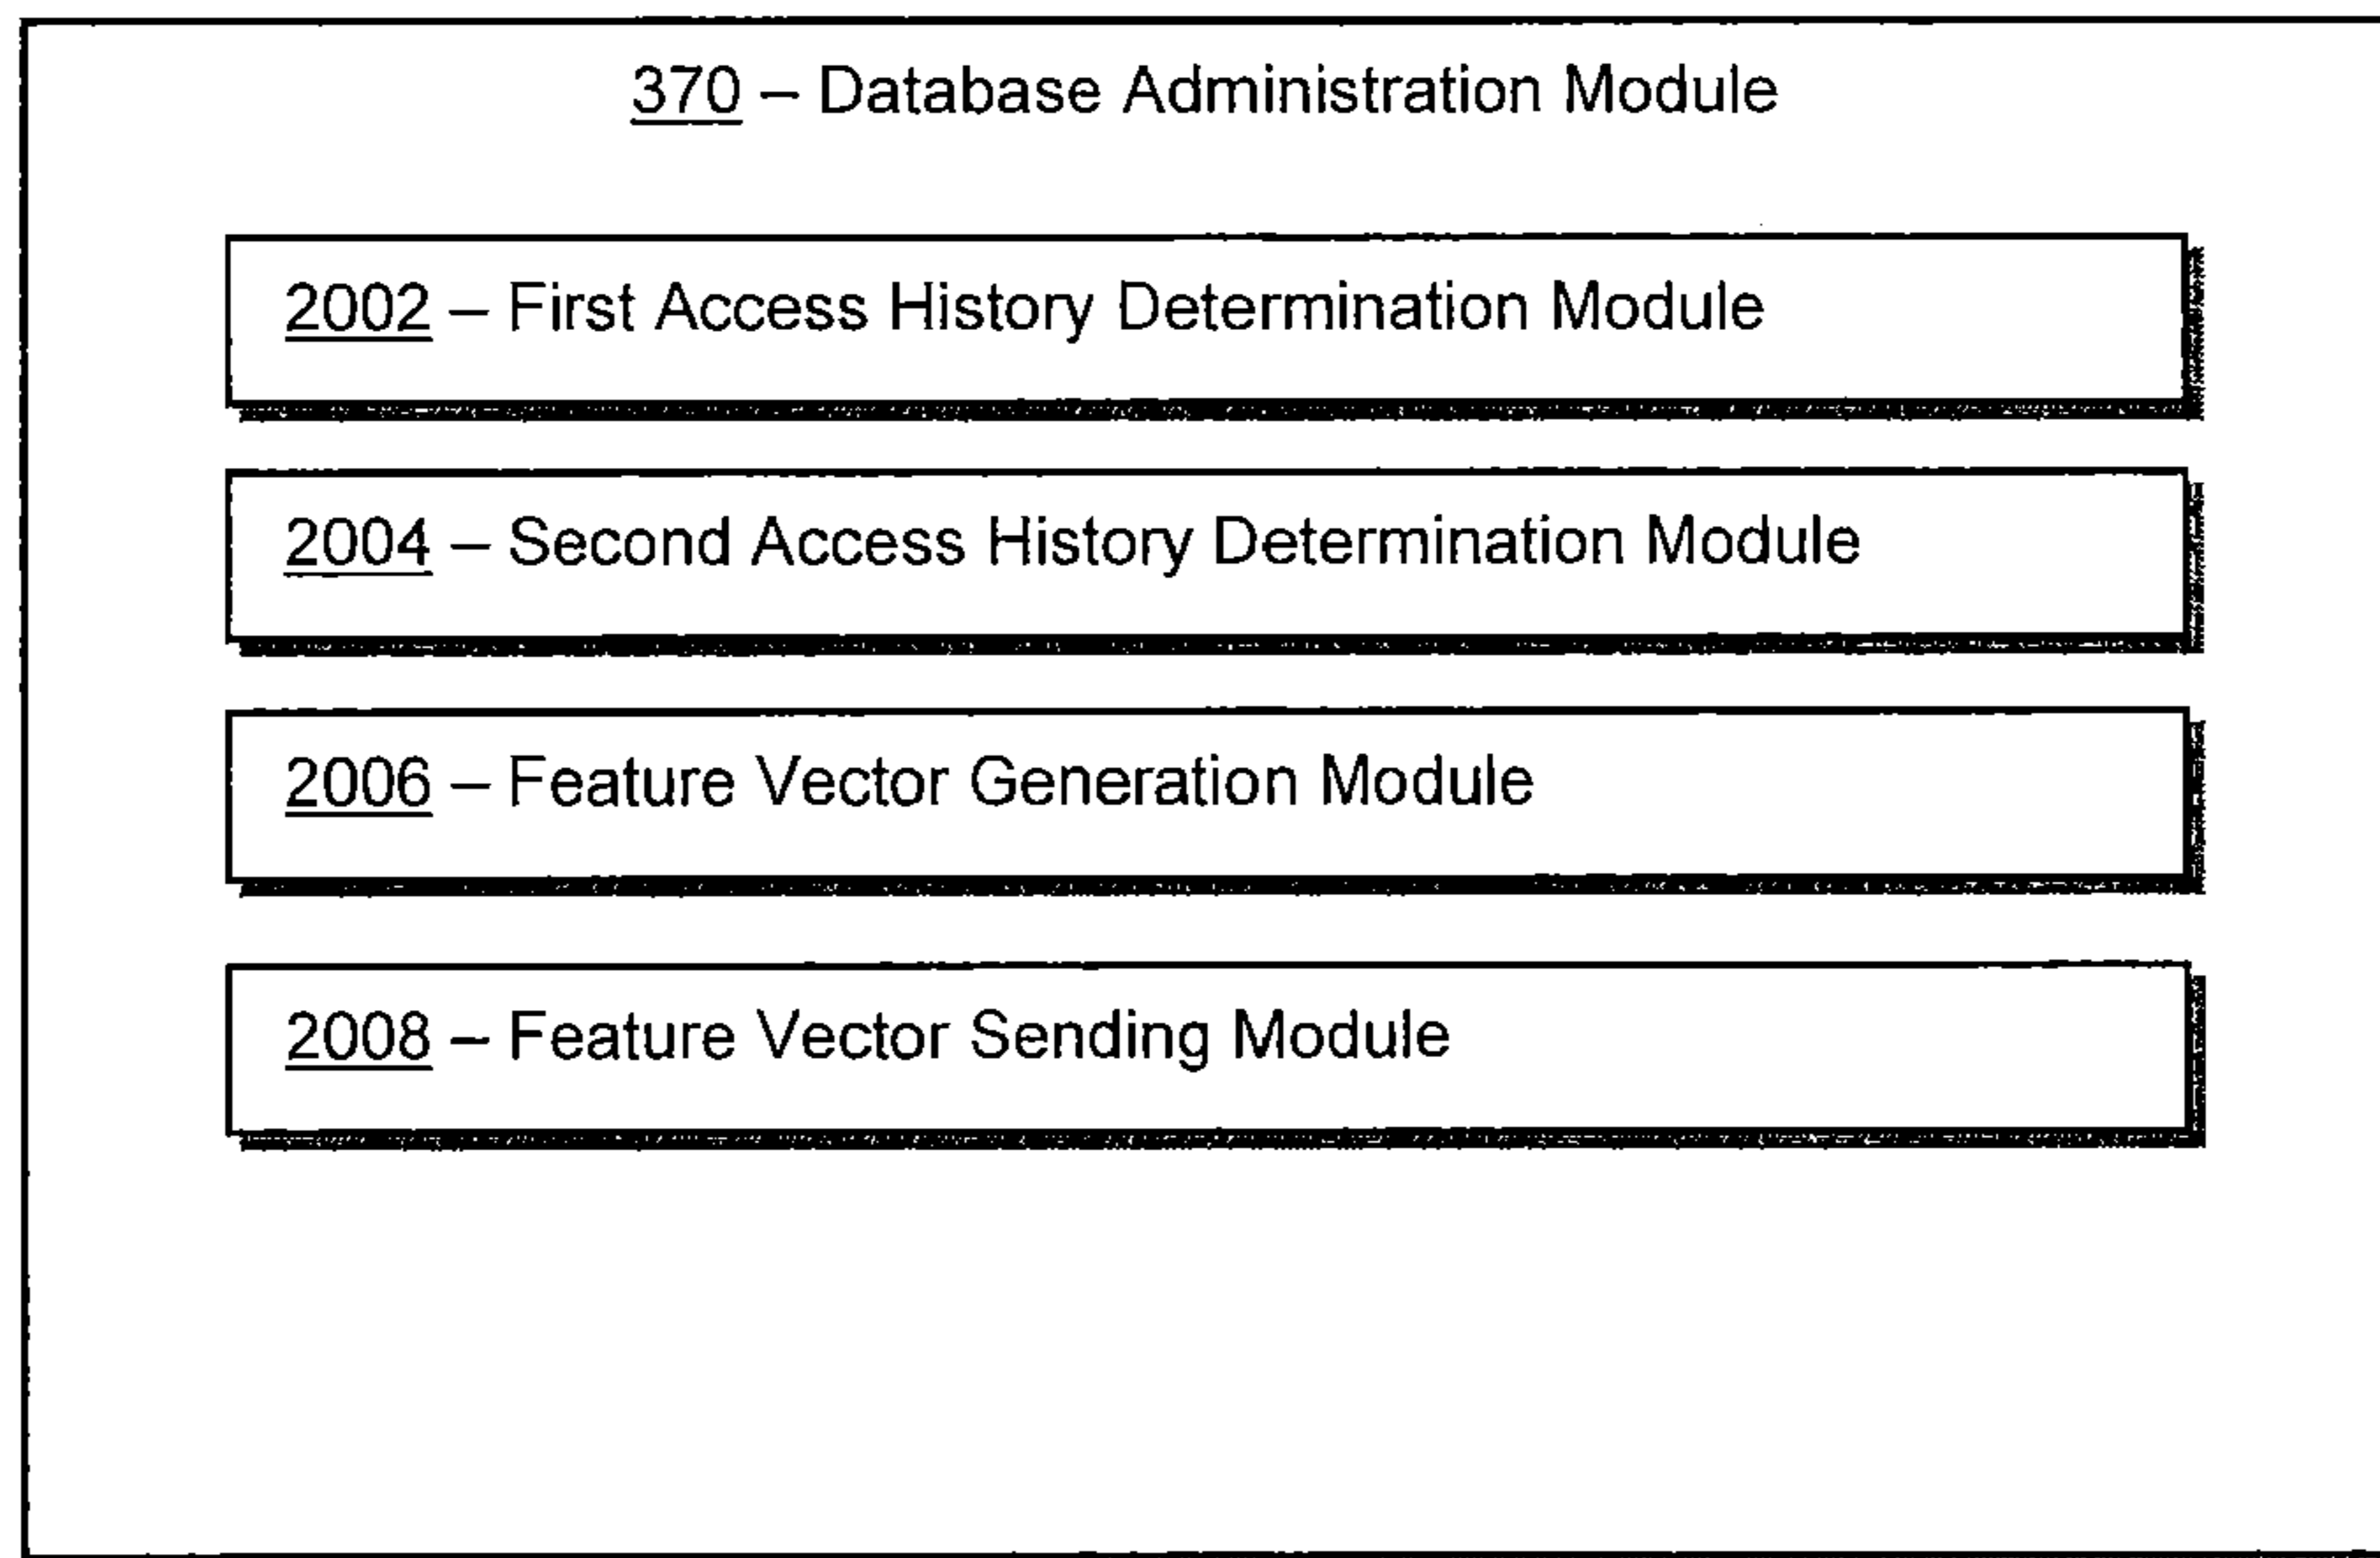 370 – Database Administration Module
2002 – First Access History Determination Module
2004 – Second Access History Determination Module
2006 – Feature Vector Generation Module
2008 – Feature Vector Sending Module